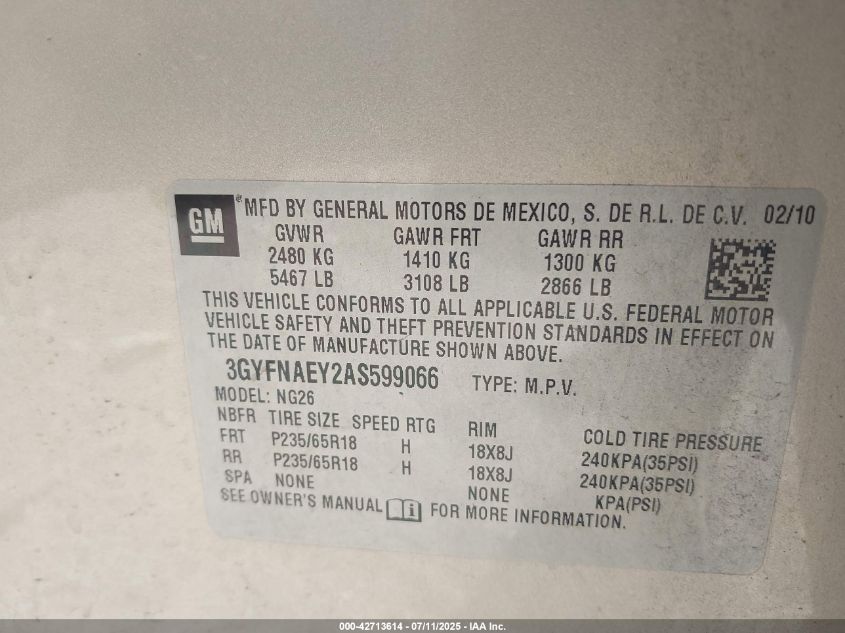 GM ® MFD BY GENERAL MOTORS DE MEXICO, S. DE R.L. DE C.V. 02/10
GVWR GAWR FRT GAWR RR
2480 KG 1410 KG 1300 KG
5467 LB 3108 LB 2866 LB
THIS VEHICLE CONFORMS TO ALL APPLICABLE U.S. FEDERAL MOTOR
VEHICLE SAFETY AND THEFT PREVENTION STANDARDS IN EFFECT ON
THE DATE OF MANUFACTURE SHOWN ABOVE.
3GYFNAEY2AS599066 TYPE: M.P.V.
MODEL: NG26
NBFR TIRE SIZE SPEED RTG RIM COLD TIRE PRESSURE
FRT P235/65R18 H 18X8J 240KPA(35PSI)
RR P235/65R18 H 18X8J 240KPA(35PSI)
SPA NONE NONE KPA(PSI)
SEE OWNER'S MANUAL i FOR MORE INFORMATION.
000-42713614 - 07/11/2025 - IAA Inc.